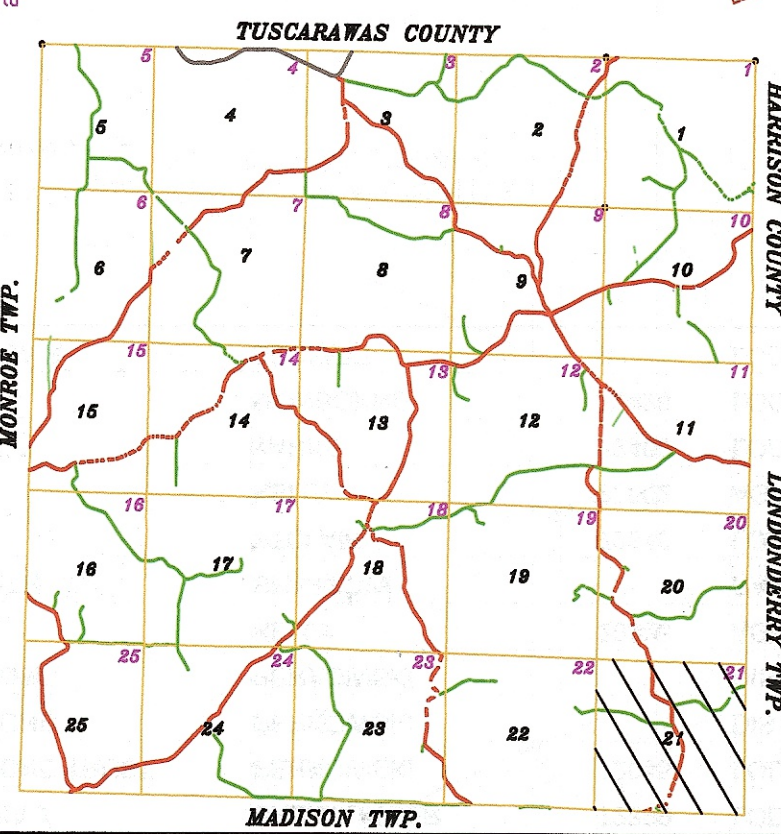 TUSCARAWAS COUNTY
5 4 3 2 1
5 4 3 2 1
6 7 8 9 10
6 7 8 9 10
15 14 13 12 11
15 14 13 12 11
16 17 18 19 20
16 17 18 19 20
25 24 23 22 21
25 24 23 22 21
MONROE TWP.
HARRISON COUNTY
LONDONDERRY TWP.
MADISON TWP.